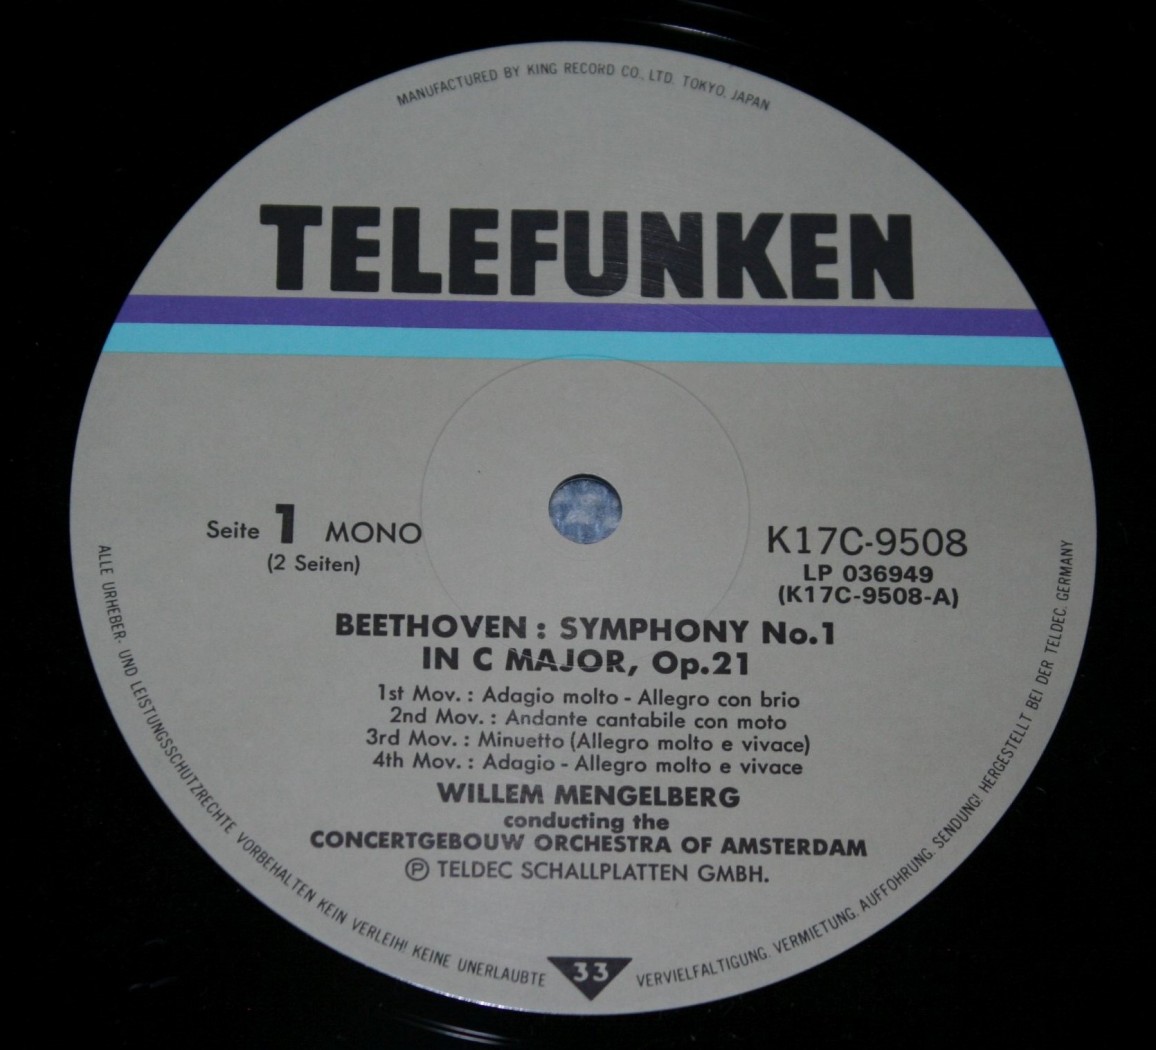 MANUFACTURED BY KING RECORD CO., LTD. TOKYO, JAPAN
TELEFUNKEN
Seite 1 MONO
(2 Seiten)
K17C-9508
LP 036949
(K17C-9508-A)
BEETHOVEN : SYMPHONY No.1
IN C MAJOR, Op.21
1st Mov. : Adagio molto - Allegro con brio
2nd Mov. : Andante cantabile con moto
3rd Mov. : Minuetto (Allegro molto e vivace)
4th Mov. : Adagio - Allegro molto e vivace
WILLEM MENGELBERG
conducting the
CONCERTGEBOUW ORCHESTRA OF AMSTERDAM
℗ TELDEC SCHALLPLATTEN GMBH.
ALLE URHEBER- UND LEISTUNGSSCHUTZRECHTE VORBEHALTEN KEIN VERLEIH! KEINE UNERLAUBTE
33
VERVIELFALTIGUNG. VERMIETUNG. AUFFOHRUNG. SENDUNG! HERGESTELLT BEI DER TELDEC. GERMANY